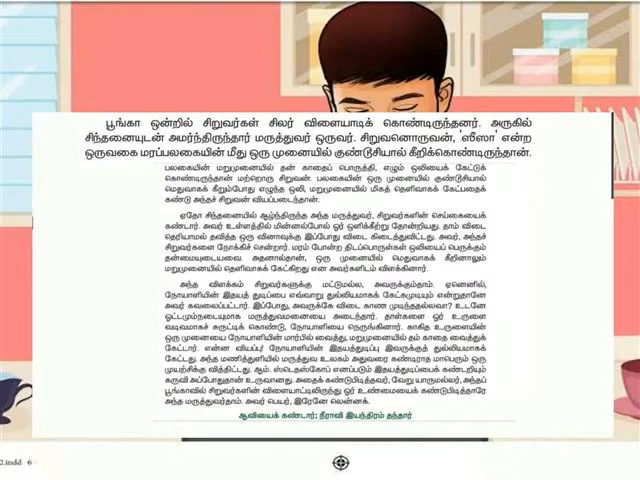 பூங்கா ஒன்றில் சிறுவர்கள் சிலர் விளையாடிக் கொண்டிருந்தனர். அருகில்
சிந்தனையுடன் அமர்ந்திருந்தார் மருத்துவர் ஒருவர். சிறுவனொருவன், 'ஸீஸா' என்ற
ஒருவகை மரப்பலகையின் மீது ஒரு முனையில் குண்டூசியால் கீறிக்கொண்டிருந்தான்.
பலகையின் மறுமுனையில் தன் காதைப் பொருத்தி, எழும் ஒலியைக் கேட்டுக்
கொண்டிருந்தான் மற்றொரு சிறுவன். பலகையின் ஒரு முனையில் குண்டூசியால்
மெதுவாகக் கீறும்போது எழுந்த ஒலி, மறுமுனையில் மிகத் தெளிவாகக் கேட்பதைக்
கண்டு அந்தச் சிறுவன் வியப்படைந்தான்.
ஏதோ சிந்தனையில் ஆழ்ந்திருந்த அந்த மருத்துவர், சிறுவர்களின் செய்கையைக்
கண்டார். அவர் உள்ளத்தில் மின்னல்போல் ஓர் ஒளிக்கீற்று தோன்றியது. தாம் விடை
தெரியாமல் தவித்த ஒரு வினாவுக்கு இப்போது விடை கிடைத்துவிட்டது. அவர், அந்தச்
சிறுவர்களை நோக்கிச் சென்றார். மரம் போன்ற திடப்பொருள்கள் ஒலியைப் பெருக்கும்
தன்மையுடையவை. அதனால்தான், ஒரு முனையில் மெதுவாகக் கீறினாலும்
மறுமுனையில் தெளிவாகக் கேட்கிறது என அவர்களிடம் விளக்கினார்.
அந்த விளக்கம் சிறுவர்களுக்கு மட்டுமல்ல, அவருக்கும்தாம். ஏனெனில்,
நோயாளியின் இதயத் துடிப்பை எவ்வாறு துல்லியமாகக் கேட்கமுடியும் என்றுதானே
அவர் கவலைப்பட்டார். இப்போது, அவருக்கே விடை காண முடிந்ததல்லவா? உடனே
ஓட்டமும்நடையுமாக மருத்துவமனையை அடைந்தார். தாள்களை ஓர் உருளை
வடிவமாகச் சுருட்டிக் கொண்டு, நோயாளியை நெருங்கினார். காகித உருளையின்
ஒரு முனையை நோயாளியின் மார்பில் வைத்து, மறுமுனையில் தம் காதை வைத்துக்
கேட்டார். என்ன வியப்பு! நோயாளியின் இதயத்துடிப்பு இவருக்குத் துல்லியமாகக்
கேட்டது. அந்த மணித்துளியில் மருத்துவ உலகம் அதுவரை கண்டிராத மாபெரும் ஒரு
முயற்சிக்கு வித்திட்டது. ஆம். ஸ்டெதஸ்கோப் எனப்படும் இதயத்துடிப்பைக் கண்டறியும்
கருவி அப்போதுதான் உருவானது. அதைக் கண்டுபிடித்தவர், வேறு யாருமல்லர், அந்தப்
பூங்காவில் சிறுவர்களின் விளையாட்டிலிருந்து ஓர் உண்மையைக் கண்டுபிடித்தாரே
அந்த மருத்துவர்தாம். அவர் பெயர், இரேனே லென்னக்.
ஆவியைக் கண்டார்; நீராவி இயந்திரம் தந்தார்
2.indd 6